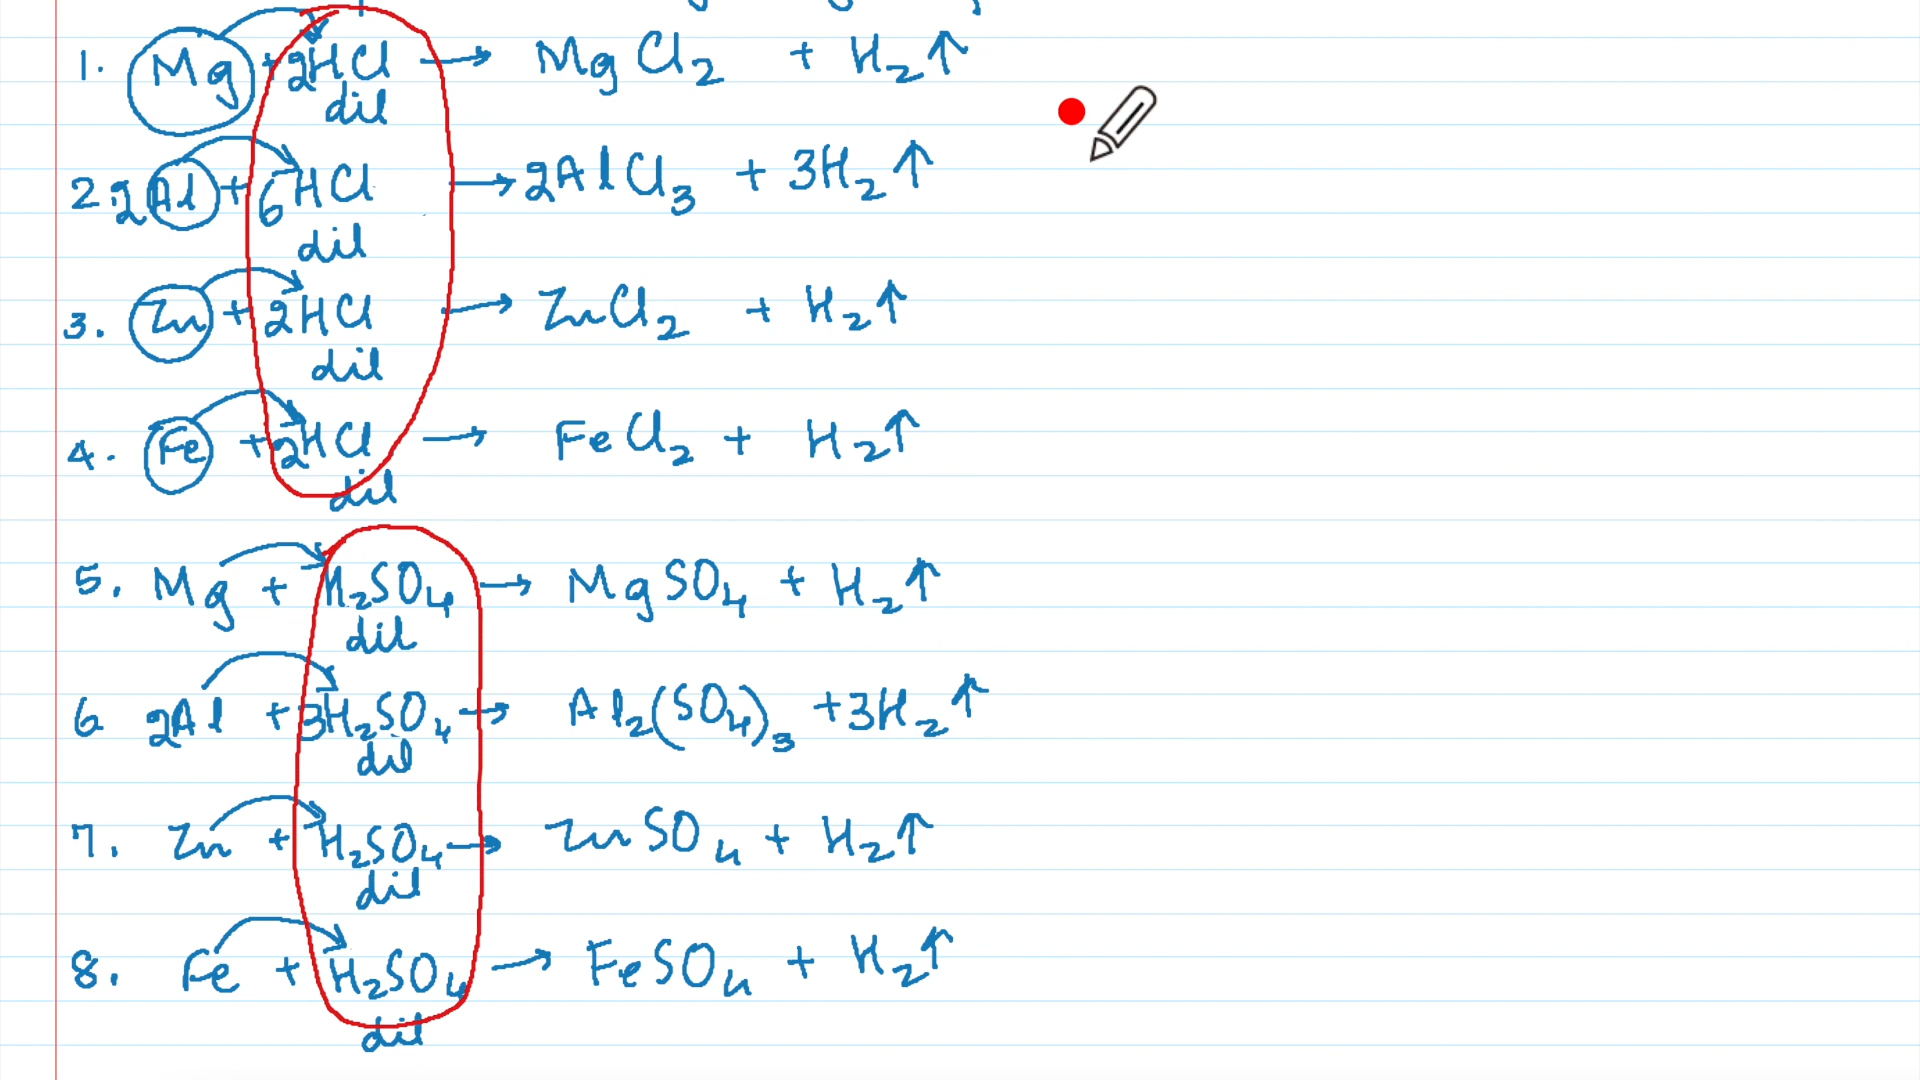 1. Mg + 2HCl → MgCl₂ + H₂↑
dil
2. 2Al + 6HCl → 2AlCl₃ + 3H₂↑
dil
3. Zn + 2HCl → ZnCl₂ + H₂↑
dil
4. Fe + 2HCl → FeCl₂ + H₂↑
dil
5. Mg + H₂SO₄ → MgSO₄ + H₂↑
dil
6 2Al + 3H₂SO₄ → Al₂(SO₄)₃ + 3H₂↑
dil
7. Zn + H₂SO₄ → ZnSO₄ + H₂↑
dil
8. Fe + H₂SO₄ → FeSO₄ + H₂↑
dil